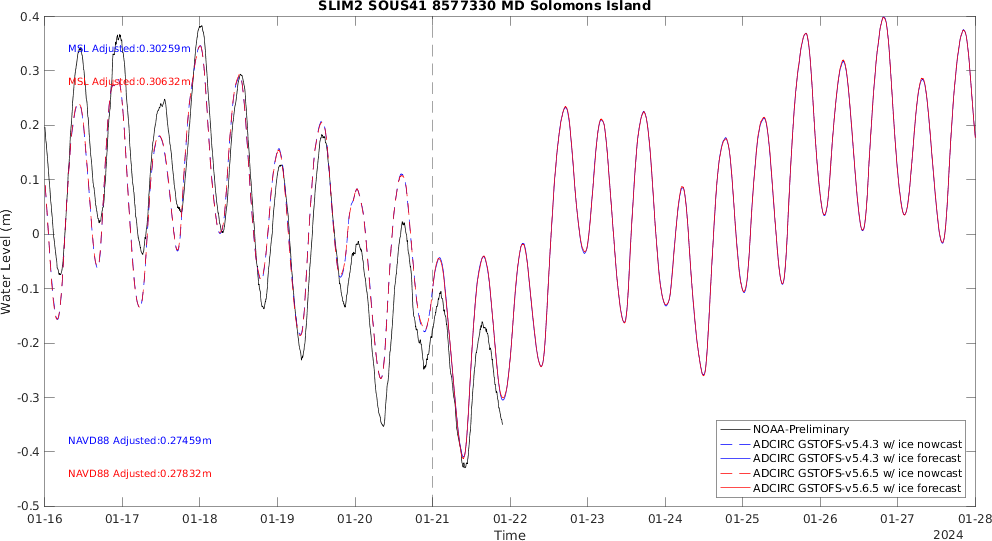 SLIM2 SOUS41 8577330 MD Solomons Island
0.4
0.3
0.2
0.1
0
-0.1
-0.2
-0.3
-0.4
-0.5
Water Level (m)
MSL Adjusted:0.30259m
MSL Adjusted:0.30632m
NAVD88 Adjusted:0.27459m
NAVD88 Adjusted:0.27832m
NOAA-Preliminary
ADCIRC GSTOFS-v5.4.3 w/ ice nowcast
ADCIRC GSTOFS-v5.4.3 w/ ice forecast
ADCIRC GSTOFS-v5.6.5 w/ ice nowcast
ADCIRC GSTOFS-v5.6.5 w/ ice forecast
01-16 01-17 01-18 01-19 01-20 01-21 01-22 01-23 01-24 01-25 01-26 01-27 01-28
Time
2024